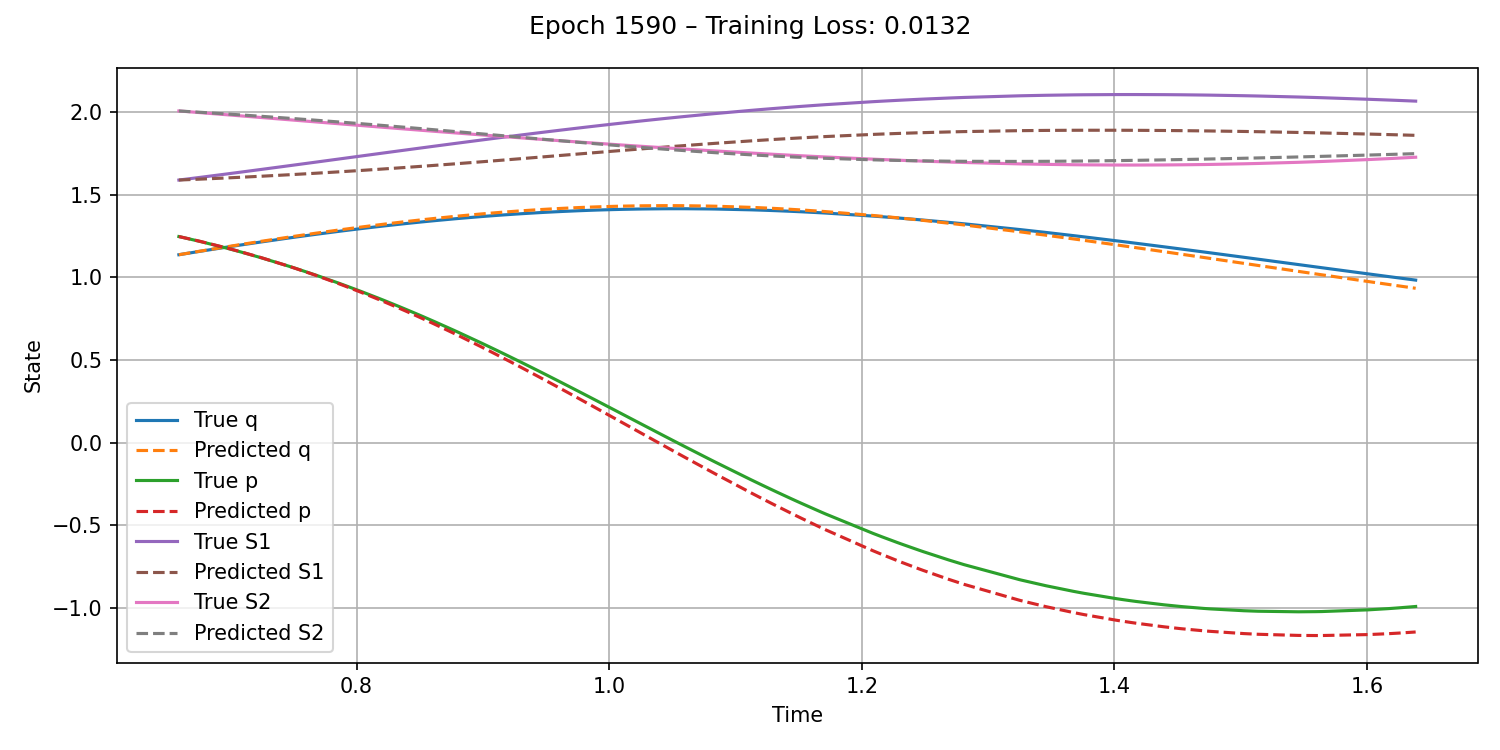 Epoch 1590 – Training Loss: 0.0132
2.0
1.5
1.0
0.5
0.0
−0.5
−1.0
State
True q
Predicted q
True p
Predicted p
True S1
Predicted S1
True S2
Predicted S2
0.8 1.0 1.2 1.4 1.6
Time